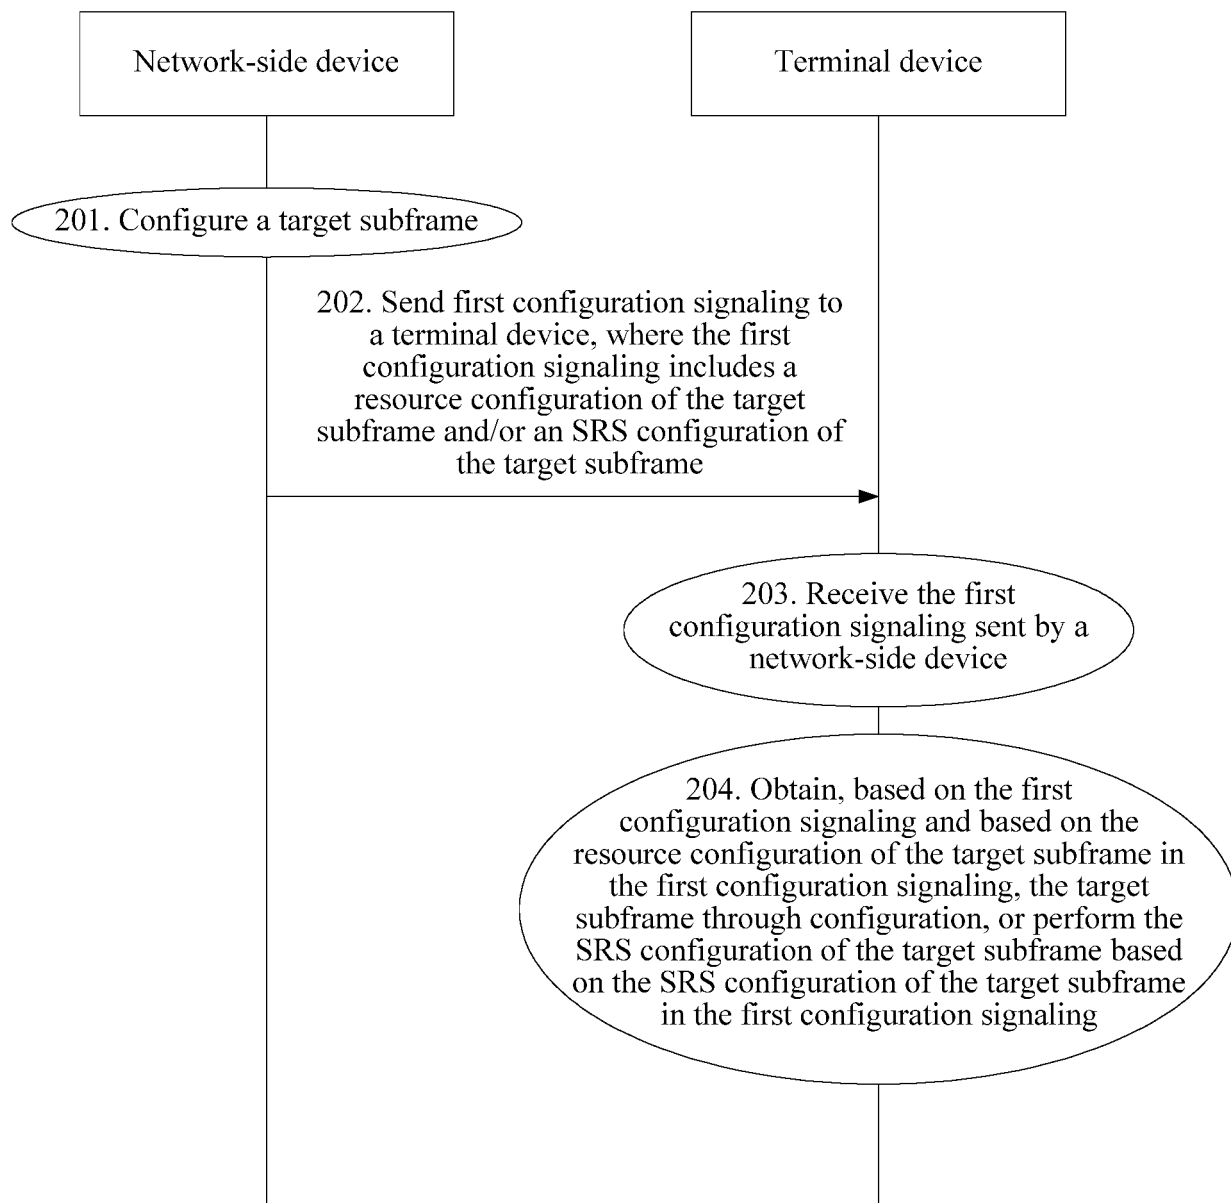 Network-side device
Terminal device
201. Configure a target subframe
202. Send first configuration signaling to
a terminal device, where the first
configuration signaling includes a
resource configuration of the target
subframe and/or an SRS configuration of
the target subframe
203. Receive the first
configuration signaling sent by a
network-side device
204. Obtain, based on the first
configuration signaling and based on the
resource configuration of the target subframe in
the first configuration signaling, the target
subframe through configuration, or perform the
SRS configuration of the target subframe based
on the SRS configuration of the target subframe
in the first configuration signaling